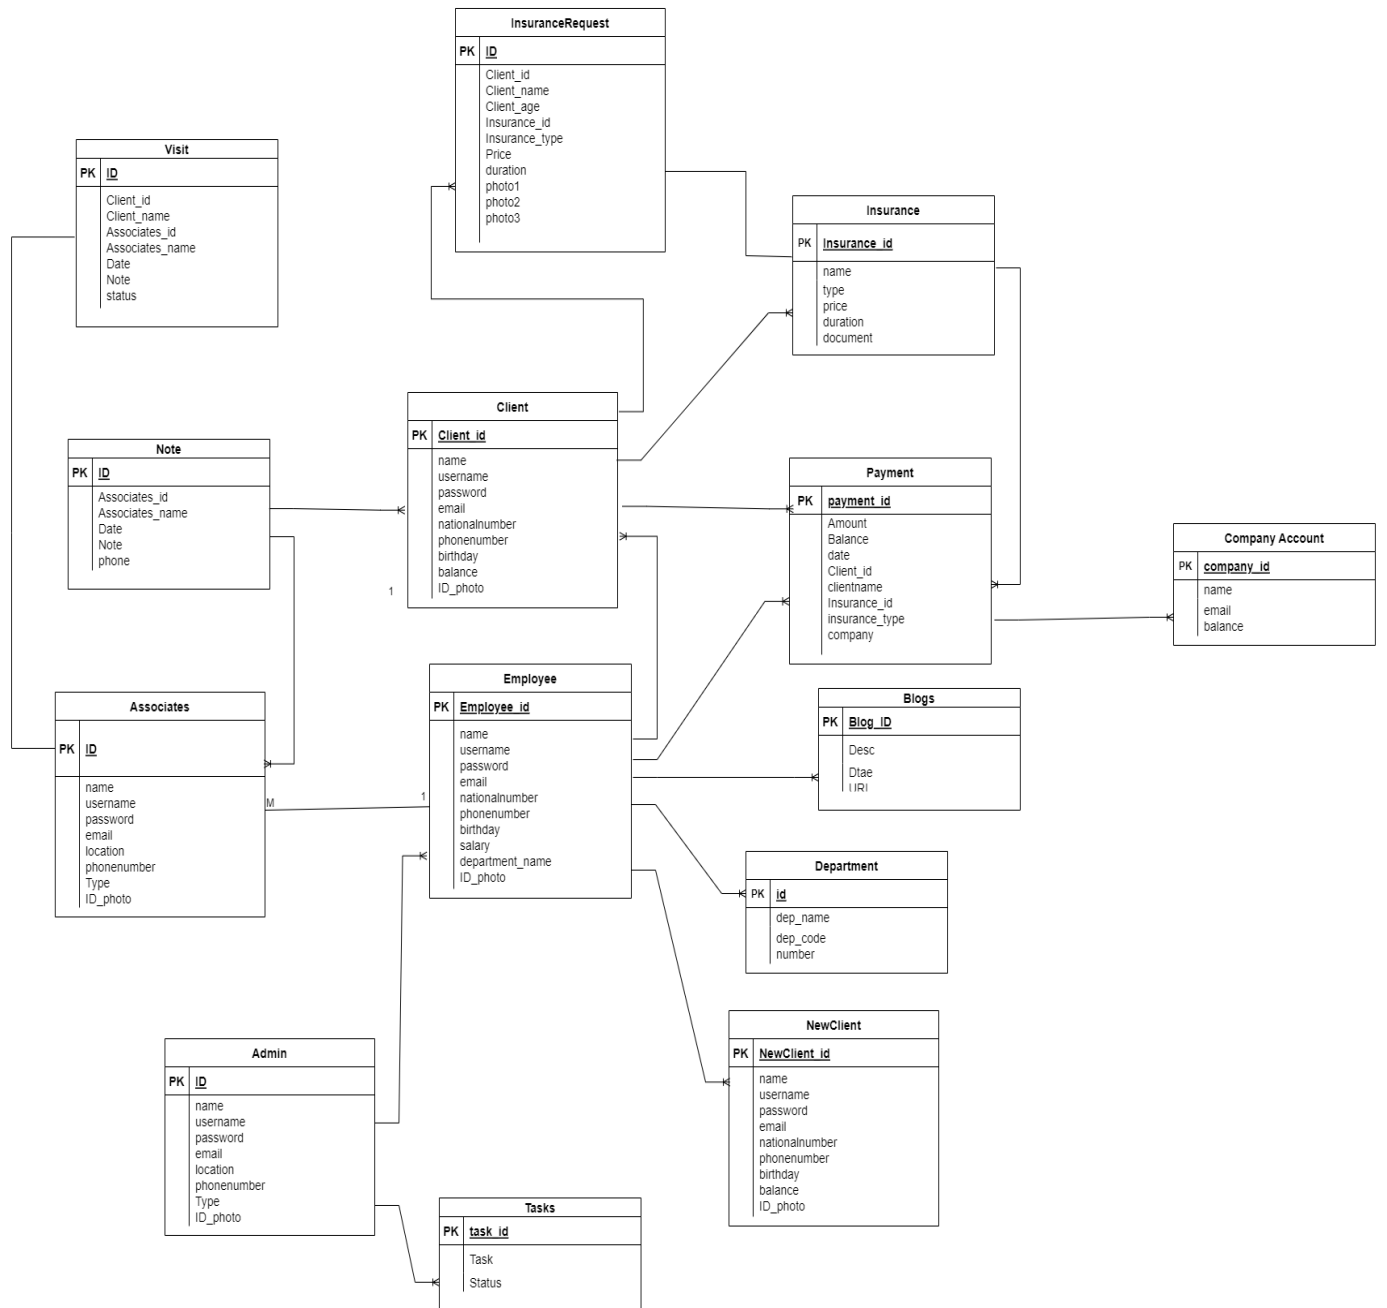 InsuranceRequest
PK ID
Client_id
Client_name
Client_age
Insurance_id
Insurance_type
Price
duration
photo1
photo2
photo3
Visit
PK ID
Client_id
Client_name
Associates_id
Associates_name
Date
Note
status
Insurance
PK Insurance_id
name
type
price
duration
document
Client
PK Client_id
name
username
password
email
nationalnumber
phonenumber
birthday
balance
ID_photo
1
Note
PK ID
Associates_id
Associates_name
Date
Note
phone
Payment
PK payment_id
Amount
Balance
date
Client_id
clientname
Insurance_id
insurance_type
company
Company Account
PK company_id
name
email
balance
Employee
PK Employee_id
name
username
password
email
nationalnumber
phonenumber
birthday
salary
department_name
ID_photo
Associates
PK ID
name
username
password
email
location
phonenumber
Type
ID_photo
M
1
Blogs
PK Blog_ID
Desc
Dtae
URL
Department
PK id
dep_name
dep_code
number
NewClient
PK NewClient_id
name
username
password
email
nationalnumber
phonenumber
birthday
balance
ID_photo
Admin
PK ID
name
username
password
email
location
phonenumber
Type
ID_photo
Tasks
PK task_id
Task
Status